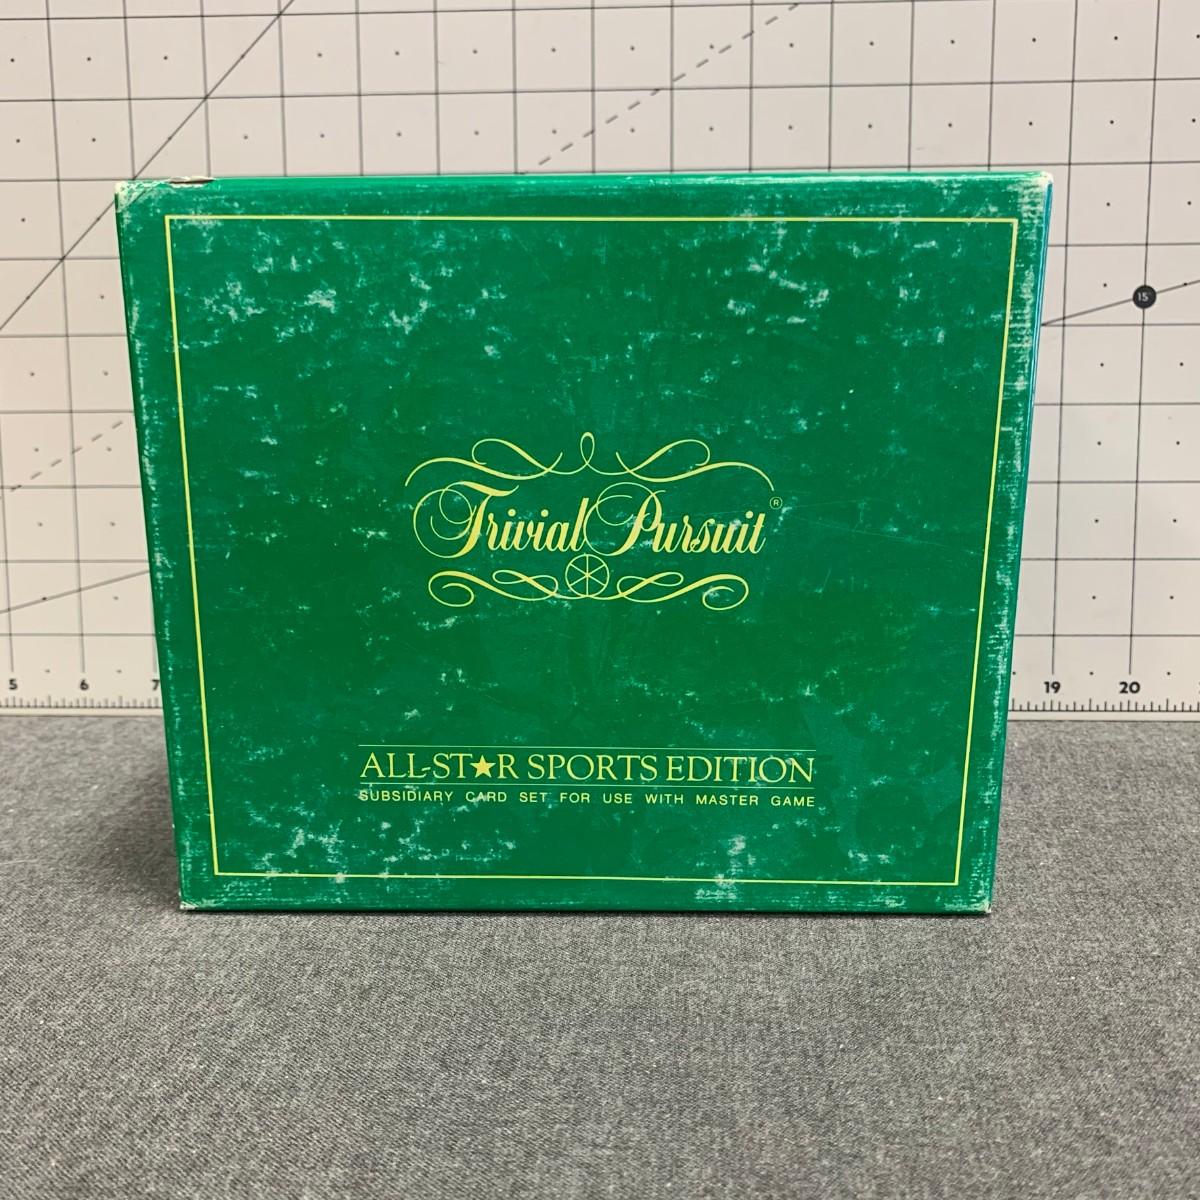 15°
Trivial Pursuit®
ALL-ST★R SPORTS EDITION
SUBSIDIARY CARD SET FOR USE WITH MASTER GAME
5 6 7 19 20